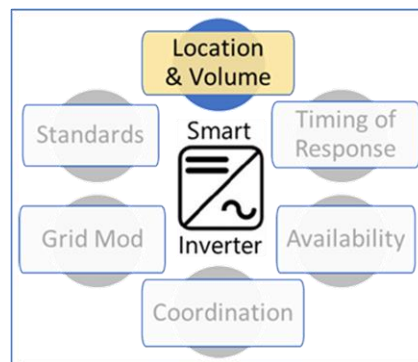 Location
& Volume
Standards
Smart
Timing of
Response
Grid Mod
Inverter
Availability
Coordination